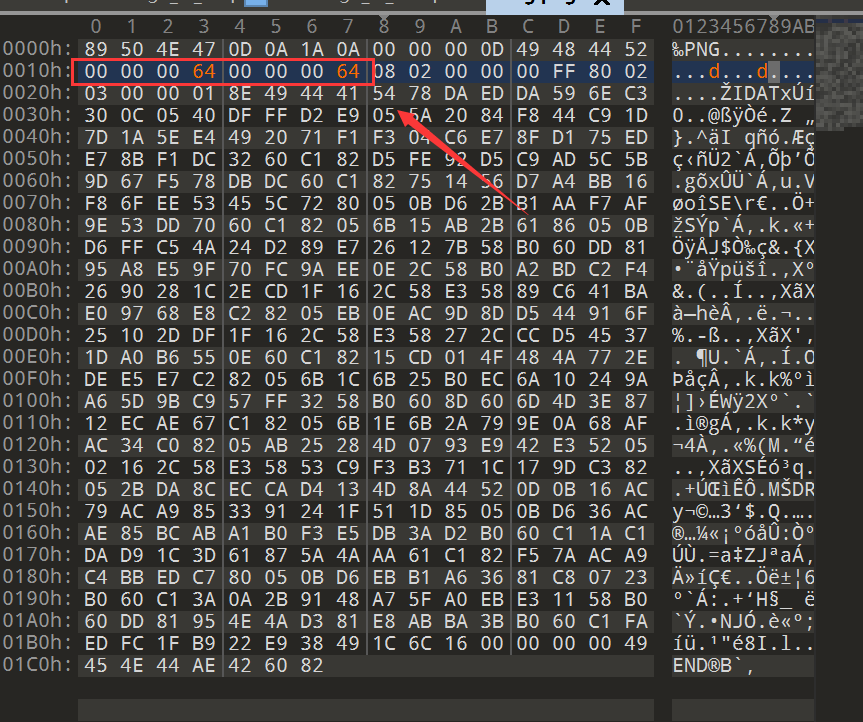 0 1 2 3 4 5 6 7 8 9 A B C D E F 0123456789AB
0000h: 89 50 4E 47 0D 0A 1A 0A 00 00 00 0D 49 48 44 52 ‰PNG........
0010h: 00 00 00 64 00 00 00 64 08 02 00 00 00 FF 80 02 ...d...d....
0020h: 03 00 00 01 8E 49 44 41 54 78 DA ED DA 59 6E C3 ....ŽIDATxÚí
0030h: 30 0C 05 40 DF FF D2 E9 05 5A 20 84 F8 44 C9 1D 0..@ßÿÒé.Z „
0040h: 7D 1A 5E E4 49 20 71 F1 F3 04 C6 E7 8F D1 75 ED }.^äI qñó.Æç
0050h: E7 8B F1 DC 32 60 C1 82 D5 FE 92 D5 C9 AD 5C 5B ç‹ñÜ2`Á‚Õþ’Õ
0060h: 9D 67 F5 78 DB DC 60 C1 82 75 14 56 D7 A4 BB 16 .gõxÛÜ`Á‚u.V
0070h: F8 6F EE 53 45 5C 72 80 05 0B D6 2B B1 AA F7 AF øoîSE\r€..Ö+
0080h: 9E 53 DD 70 60 C1 82 05 6B 15 AB 2B 61 86 05 0B žSÝp`Á‚.k.«+
0090h: D6 FF C5 4A 24 D2 89 E7 26 12 7B 58 B0 60 DD 81 ÖÿÅJ$Ò‰ç&.{X
00A0h: 95 A8 E5 9F 70 FC 9A EE 0E 2C 58 B0 A2 BD C2 F4 •¨åŸpüšî.,X°
00B0h: 26 90 28 1C 2E CD 1F 16 2C 58 E3 58 89 C6 41 BA &.(..Í..,XãX
00C0h: E0 97 68 E8 C2 82 05 EB 0E AC 9D 8D D5 44 91 6F à—hèÂ‚.ë.¬..
00D0h: 25 10 2D DF 1F 16 2C 58 E3 58 27 2C CC D5 45 37 %.-ß..,XãX',
00E0h: 1D A0 B6 55 0E 60 C1 82 15 CD 01 4F 48 4A 77 2E . ¶U.`Á‚.Í.O
00F0h: DE E5 E7 C2 82 05 6B 1C 6B 25 B0 EC 6A 10 24 9A ÞåçÂ‚.k.k%°ì
0100h: A6 5D 9B C9 57 FF 32 58 B0 60 8D 60 6D 4D 3E 87 ¦]›ÉWÿ2X°`.`
0110h: 12 EC AE 67 C1 82 05 6B 1E 6B 2A 79 9E 0A 68 AF .ì®gÁ‚.k.k*y
0120h: AC 34 C0 82 05 AB 25 28 4D 07 93 E9 42 E3 52 05 ¬4À‚.«%(M.“é
0130h: 02 16 2C 58 E3 58 53 C9 F3 B3 71 1C 17 9D C3 82 ..,XãXSÉó³q.
0140h: 05 2B DA 8C EC CA D4 13 4D 8A 44 52 0D 0B 16 AC .+ÚŒìÊÔ.MŠDR
0150h: 79 AC A9 85 33 91 24 1F 51 1D 85 05 0B D6 36 AC y¬©…3‘$.Q.….
0160h: AE 85 BC AB A1 B0 F3 E5 DB 3A D2 B0 60 C1 1A C1 ®…¼«¡°óåÛ:Ò°
0170h: DA D9 1C 3D 61 87 5A 4A AA 61 C1 82 F5 7A AC A9 ÚÙ.=a‡ZJªaÁ‚
0180h: C4 BB ED C7 80 05 0B D6 EB B1 A6 36 81 C8 07 23 Ä»íÇ€..Öë±¦6
0190h: B0 60 C1 3A 0A 2B 91 48 A7 5F A0 EB E3 11 58 B0 °`Á:.+‘H§_ ë
01A0h: 60 DD 81 95 4E 4A D3 81 E8 AB BA 3B B0 60 C1 FA `Ý.•NJÓ.è«º;
01B0h: ED FC 1F B9 22 E9 38 49 1C 6C 16 00 00 00 00 49 íü.¹"é8I.l..
01C0h: 45 4E 44 AE 42 60 82 END®B`‚